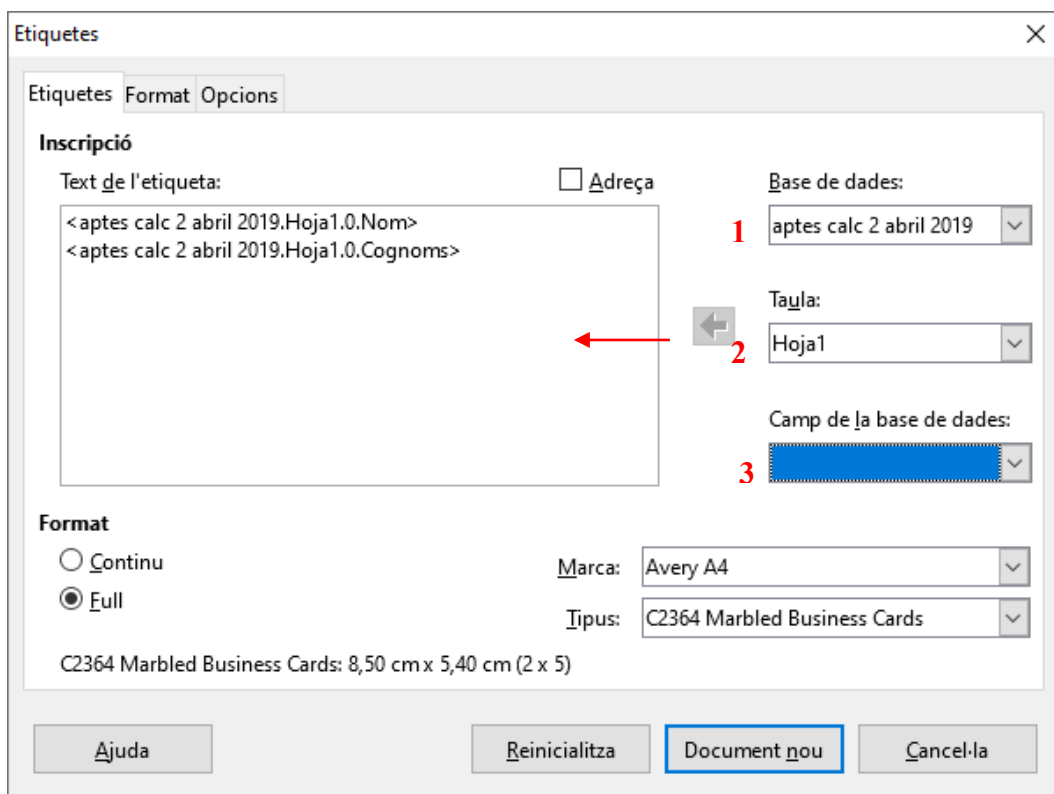 Etiquetes
Etiquetes Format Opcions
Inscripció
Text de l'etiqueta:
Adreça
<aptes calc 2 abril 2019.Hoja1.0.Nom>
<aptes calc 2 abril 2019.Hoja1.0.Cognoms>
Base de dades:
1 aptes calc 2 abril 2019
Taula:
2 Hoja1
Camp de la base de dades:
3
Format
Continu
Full
Marca: Avery A4
Tipus: C2364 Marbled Business Cards
C2364 Marbled Business Cards: 8,50 cm x 5,40 cm (2 x 5)
Ajuda Reinicialitza Document nou Cancel·la